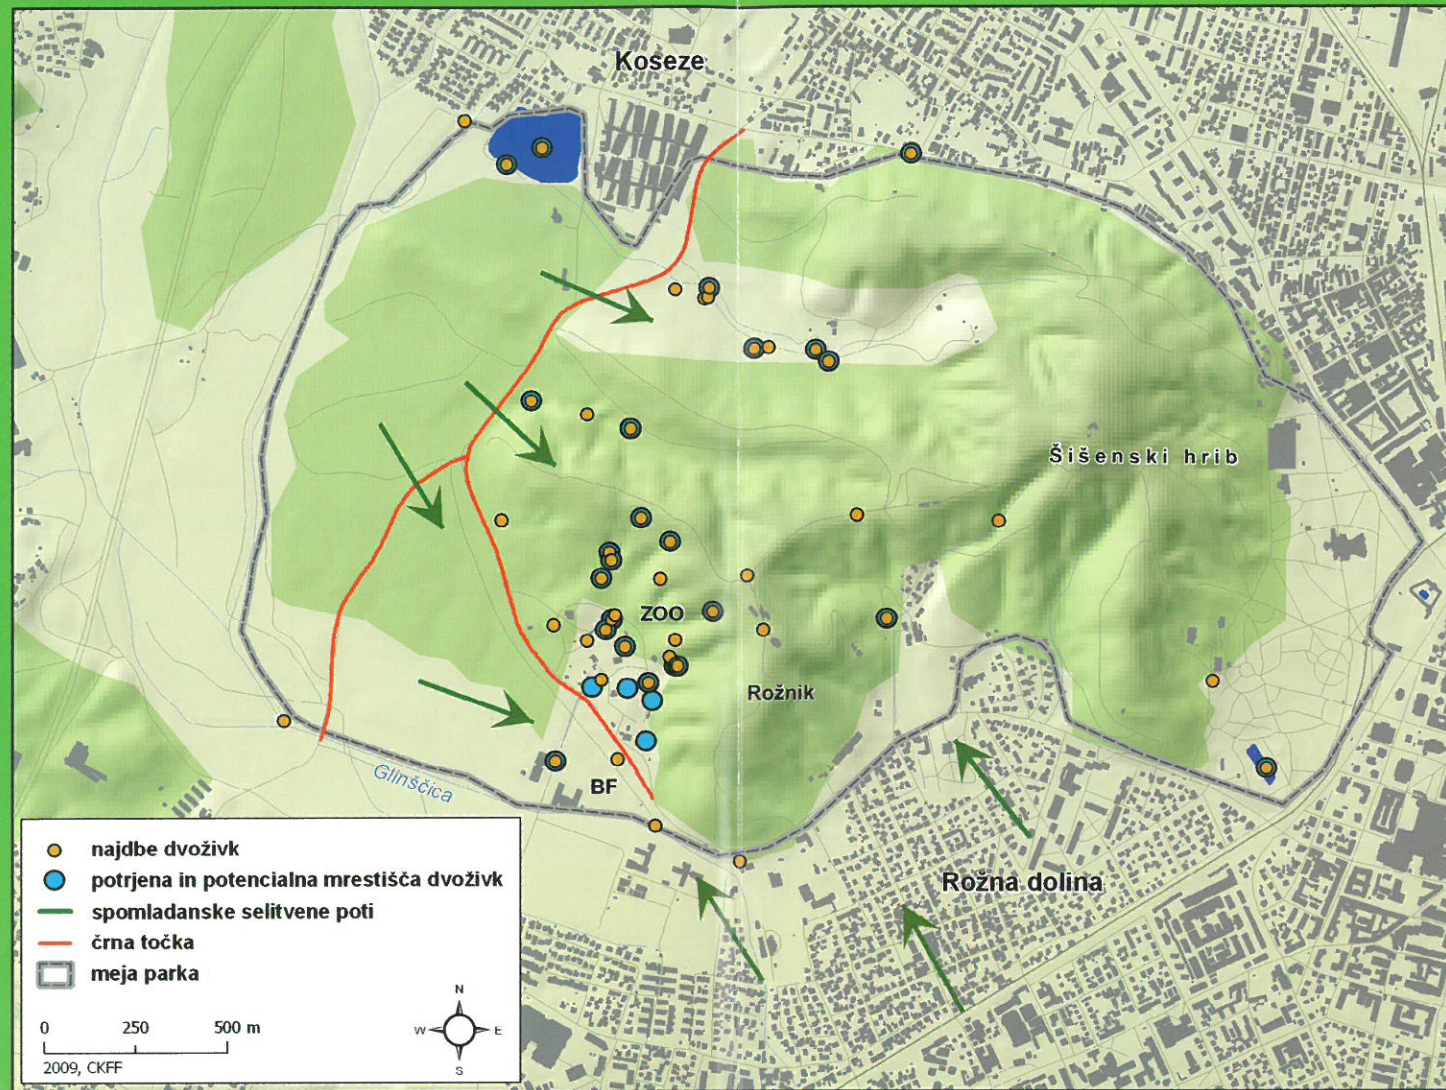 Koseze
Šišenski hrib
ZOO
Rožnik
BF
Glinščica
Rožna dolina
najdbe dvoživk
potrjena in potencialna mrestišča dvoživk
spomladanske selitvene poti
črna točka
meja parka
0 250 500 m
2009, CKFF
N
W E
S